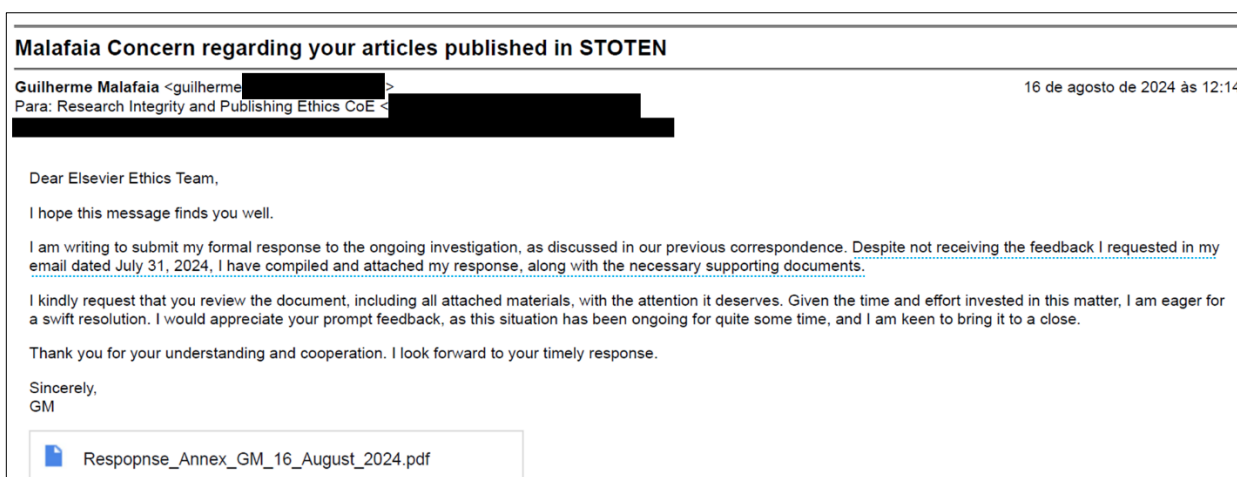 Malafaia Concern regarding your articles published in STOTEN
Guilherme Malafaia <guilherme >
16 de agosto de 2024 às 12:14
Para: Research Integrity and Publishing Ethics CoE <
Dear Elsevier Ethics Team,
I hope this message finds you well.
I am writing to submit my formal response to the ongoing investigation, as discussed in our previous correspondence. Despite not receiving the feedback I requested in my
email dated July 31, 2024, I have compiled and attached my response, along with the necessary supporting documents.
I kindly request that you review the document, including all attached materials, with the attention it deserves. Given the time and effort invested in this matter, I am eager for
a swift resolution. I would appreciate your prompt feedback, as this situation has been ongoing for quite some time, and I am keen to bring it to a close.
Thank you for your understanding and cooperation. I look forward to your timely response.
Sincerely,
GM
Respopnse_Annex_GM_16_August_2024.pdf